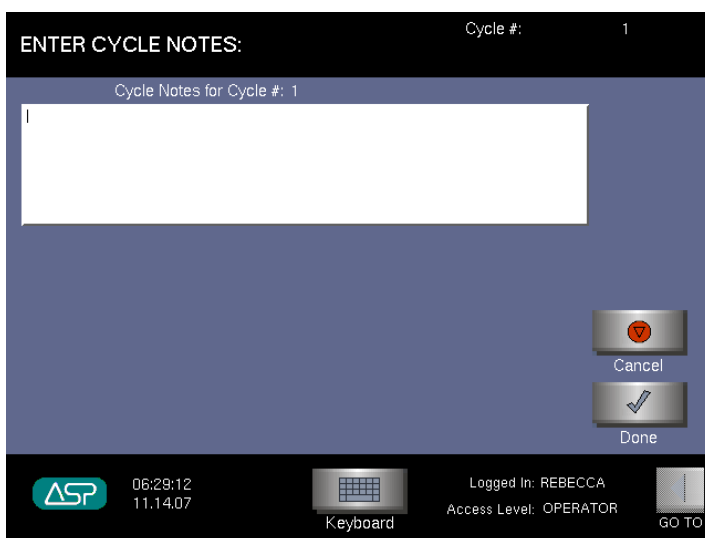 ENTER CYCLE NOTES:
Cycle #: 1
Cycle Notes for Cycle #: 1
Cancel
Done
ASP
06:29:12
11.14.07
Keyboard
Logged In: REBECCA
Access Level: OPERATOR
GO TO